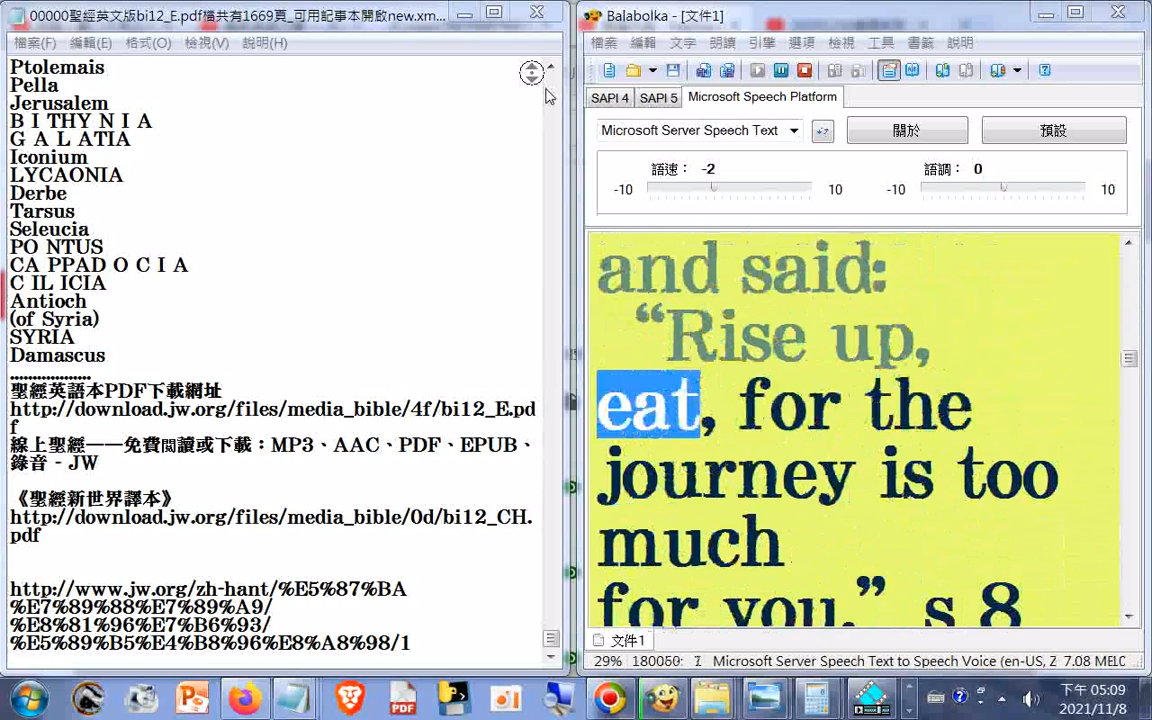 00000聖經英文版bi12_E.pdf檔共有1669頁_可用記事本開啟new.xm...
檔案(F) 編輯(E) 格式(O) 檢視(V) 說明(H)
Ptolemais
Pella
Jerusalem
B I THY N I A
G A L ATIA
Iconium
LYCAONIA
Derbe
Tarsus
Seleucia
PO NTUS
CA PPAD O C I A
C IL ICIA
Antioch
(of Syria)
SYRIA
Damascus
..................
聖經英語本PDF下載網址
http://download.jw.org/files/media_bible/4f/bi12_E.pd
f
線上聖經——免費閱讀或下載：MP3、AAC、PDF、EPUB、
錄音 - JW
《聖經新世界譯本》
http://download.jw.org/files/media_bible/0d/bi12_CH.
pdf
http://www.jw.org/zh-hant/%E5%87%BA
%E7%89%88%E7%89%A9/
%E8%81%96%E7%B6%93/
%E5%89%B5%E4%B8%96%E8%A8%98/1
Balabolka - [文件1]
檔案 編輯 文字 朗讀 引擎 選項 檢視 工具 書籤 說明
SAPI 4 SAPI 5 Microsoft Speech Platform
Microsoft Server Speech Text 關於 預設
語速： -2 語調： 0
-10 10 -10 10
and said:
“Rise up,
eat, for the
journey is too
much
for you.” s 8
文件1
29% Microsoft Server Speech Text to Speech Voice (en-US, Z 7.08 MELC
PDF
下午 05:09
2021/11/8